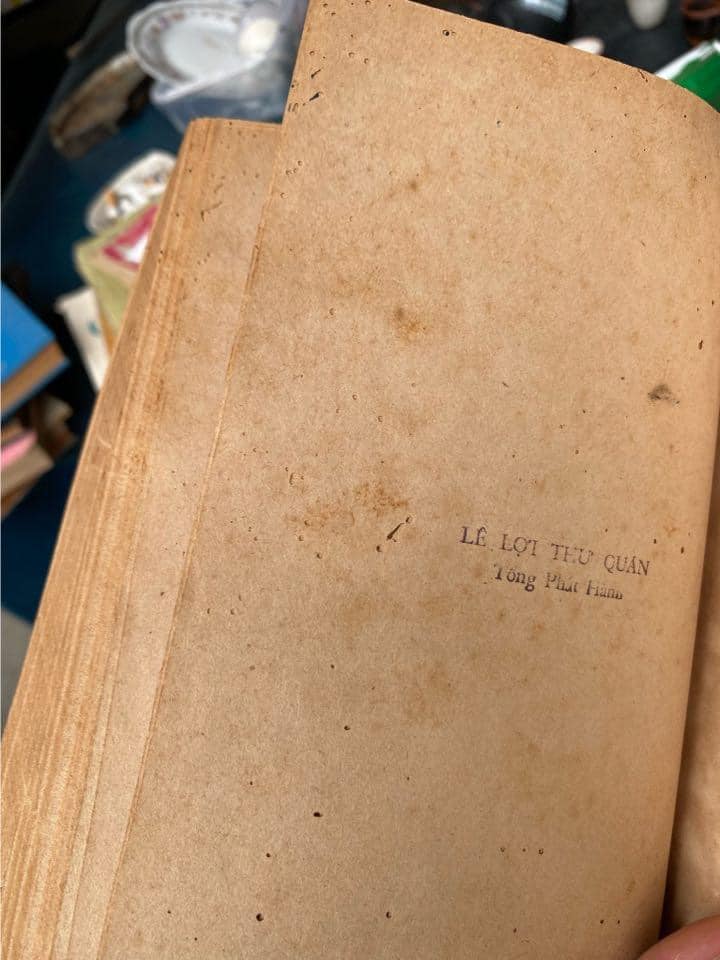 LÊ LỢI THƯ QUÁN
Tổng Phát Hành